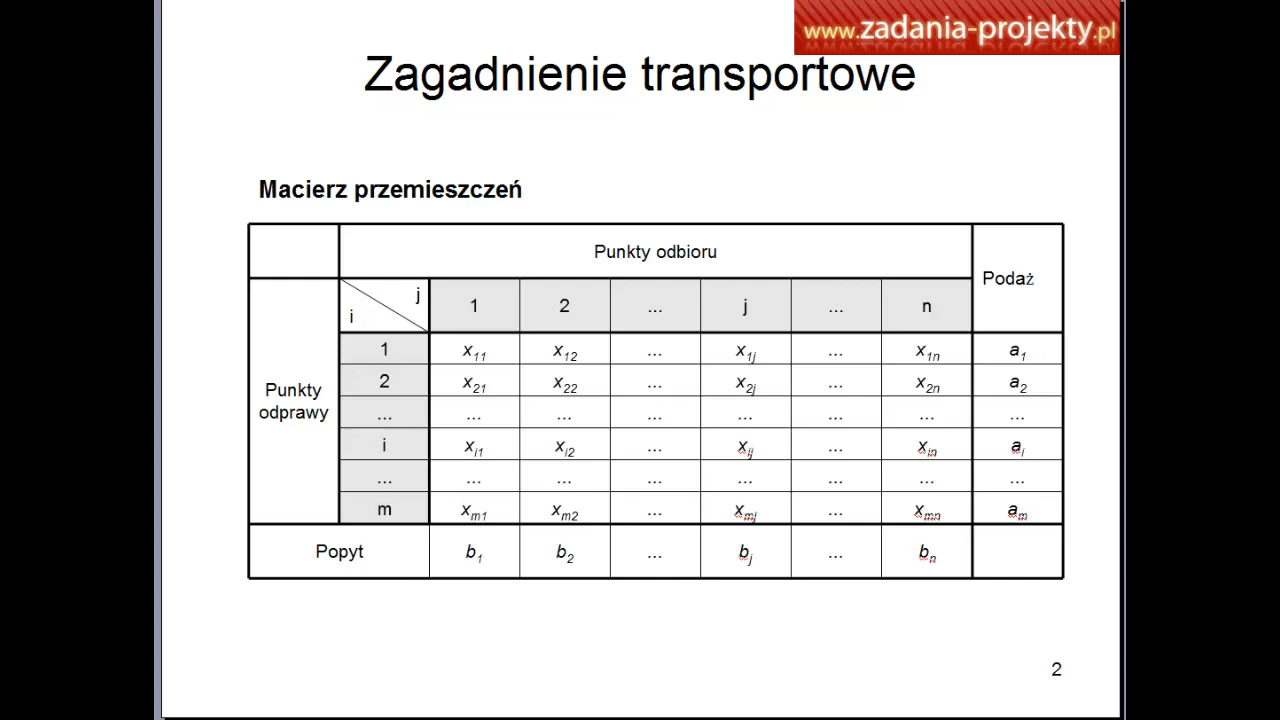 www.zadania-projekty.pl
Zagadnienie transportowe
Macierz przemieszczeń
Punkty odbioru
Podaż
j
i
1 2 ... j ... n
Punkty odprawy
1 x11 x12 ... x1j ... x1n a1
2 x21 x22 ... x2j ... x2n a2
... ... ... ... ... ... ... ...
i xi1 xi2 ... xij ... xin ai
... ... ... ... ... ... ... ...
m xm1 xm2 ... xmj ... xmn am
Popyt b1 b2 ... bj ... bn
2